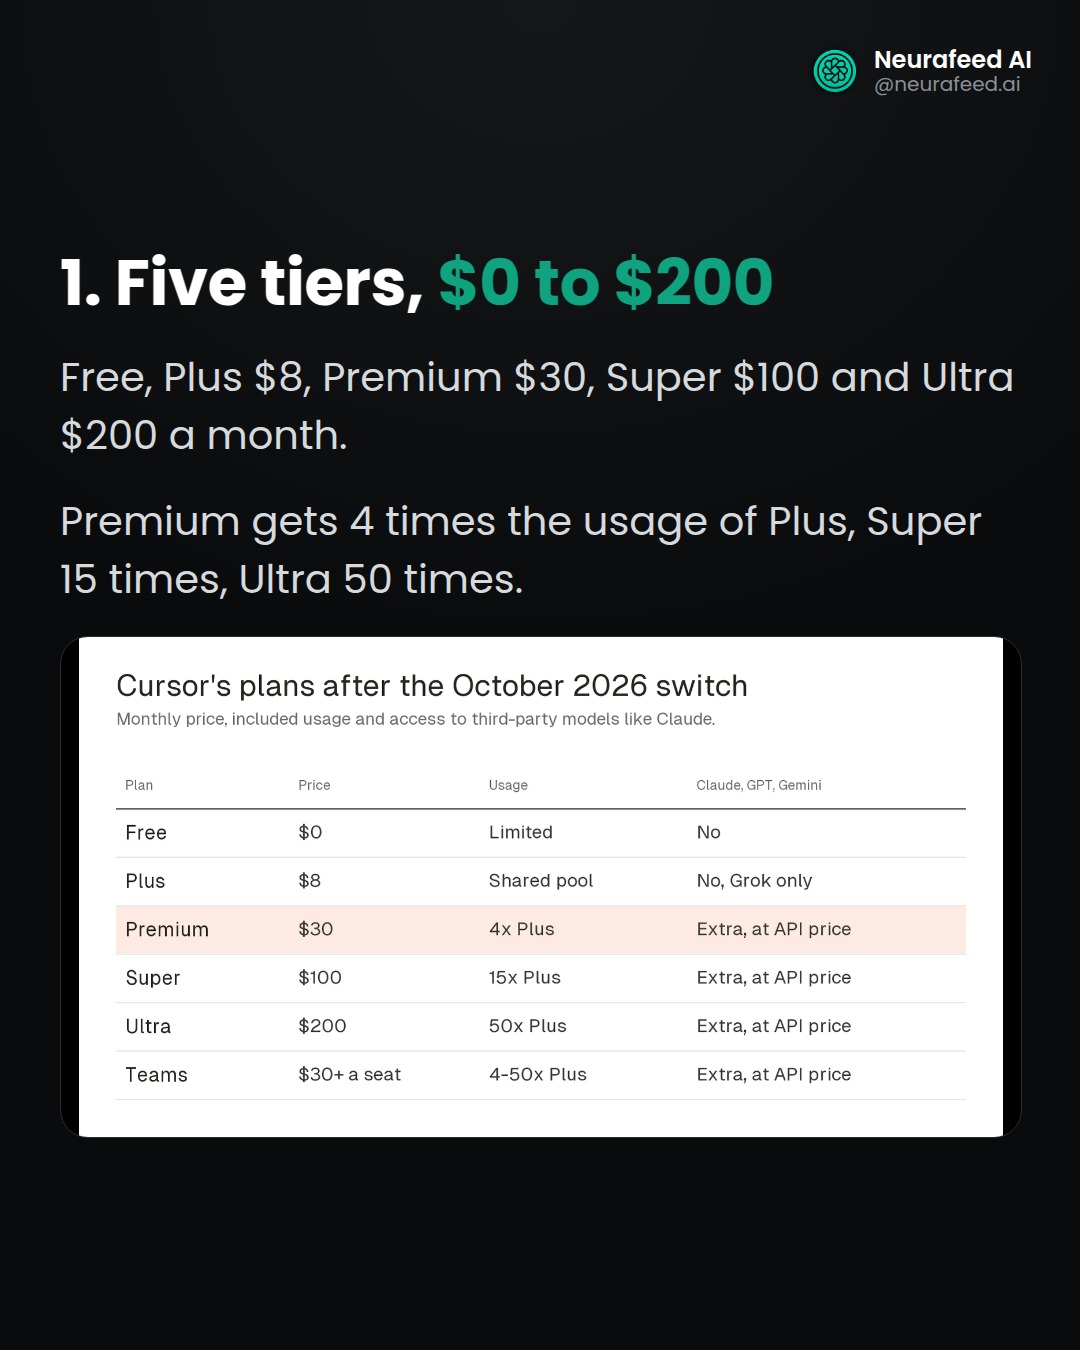 Neurafeed AI
@neurafeed.ai
1. Five tiers, $0 to $200
Free, Plus $8, Premium $30, Super $100 and Ultra
$200 a month.
Premium gets 4 times the usage of Plus, Super
15 times, Ultra 50 times.
Cursor's plans after the October 2026 switch
Monthly price, included usage and access to third-party models like Claude.
Plan Price Usage Claude, GPT, Gemini
Free $0 Limited No
Plus $8 Shared pool No, Grok only
Premium $30 4x Plus Extra, at API price
Super $100 15x Plus Extra, at API price
Ultra $200 50x Plus Extra, at API price
Teams $30+ a seat 4-50x Plus Extra, at API price